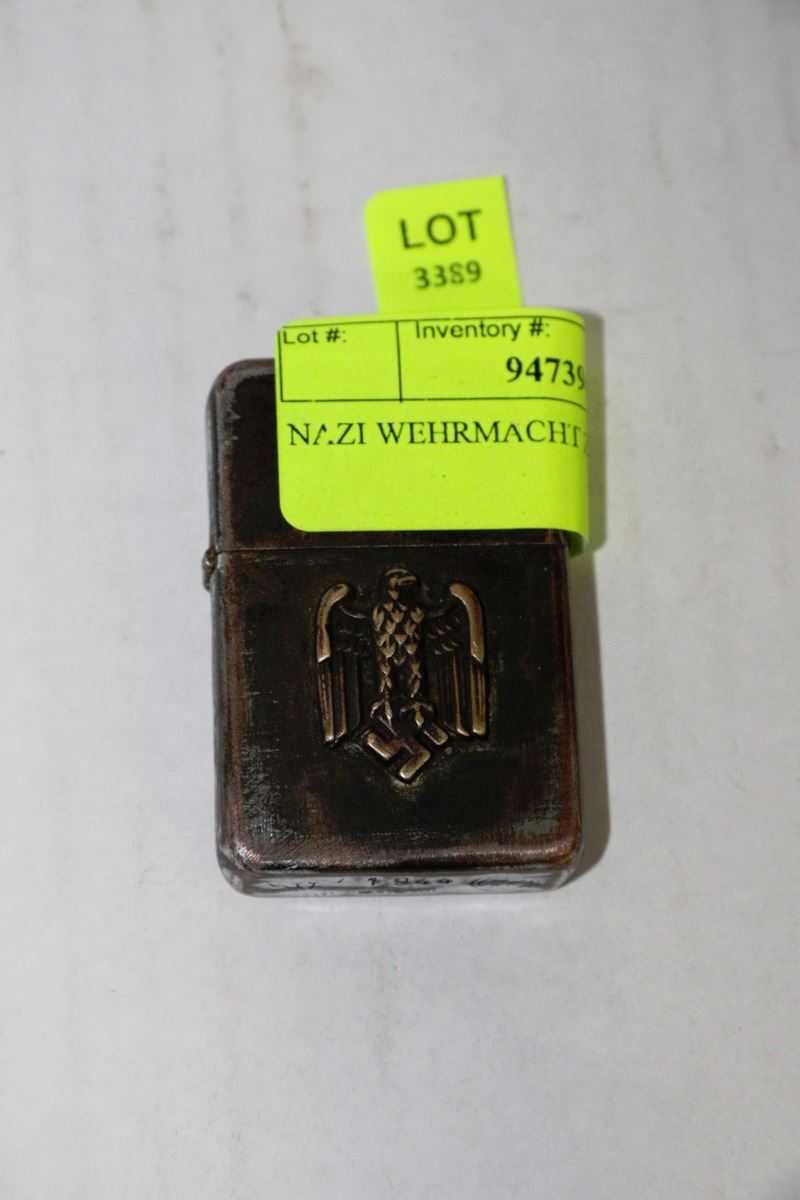 LOT
3389
Lot #: Inventory #:
94739
NAZI WEHRMACHT